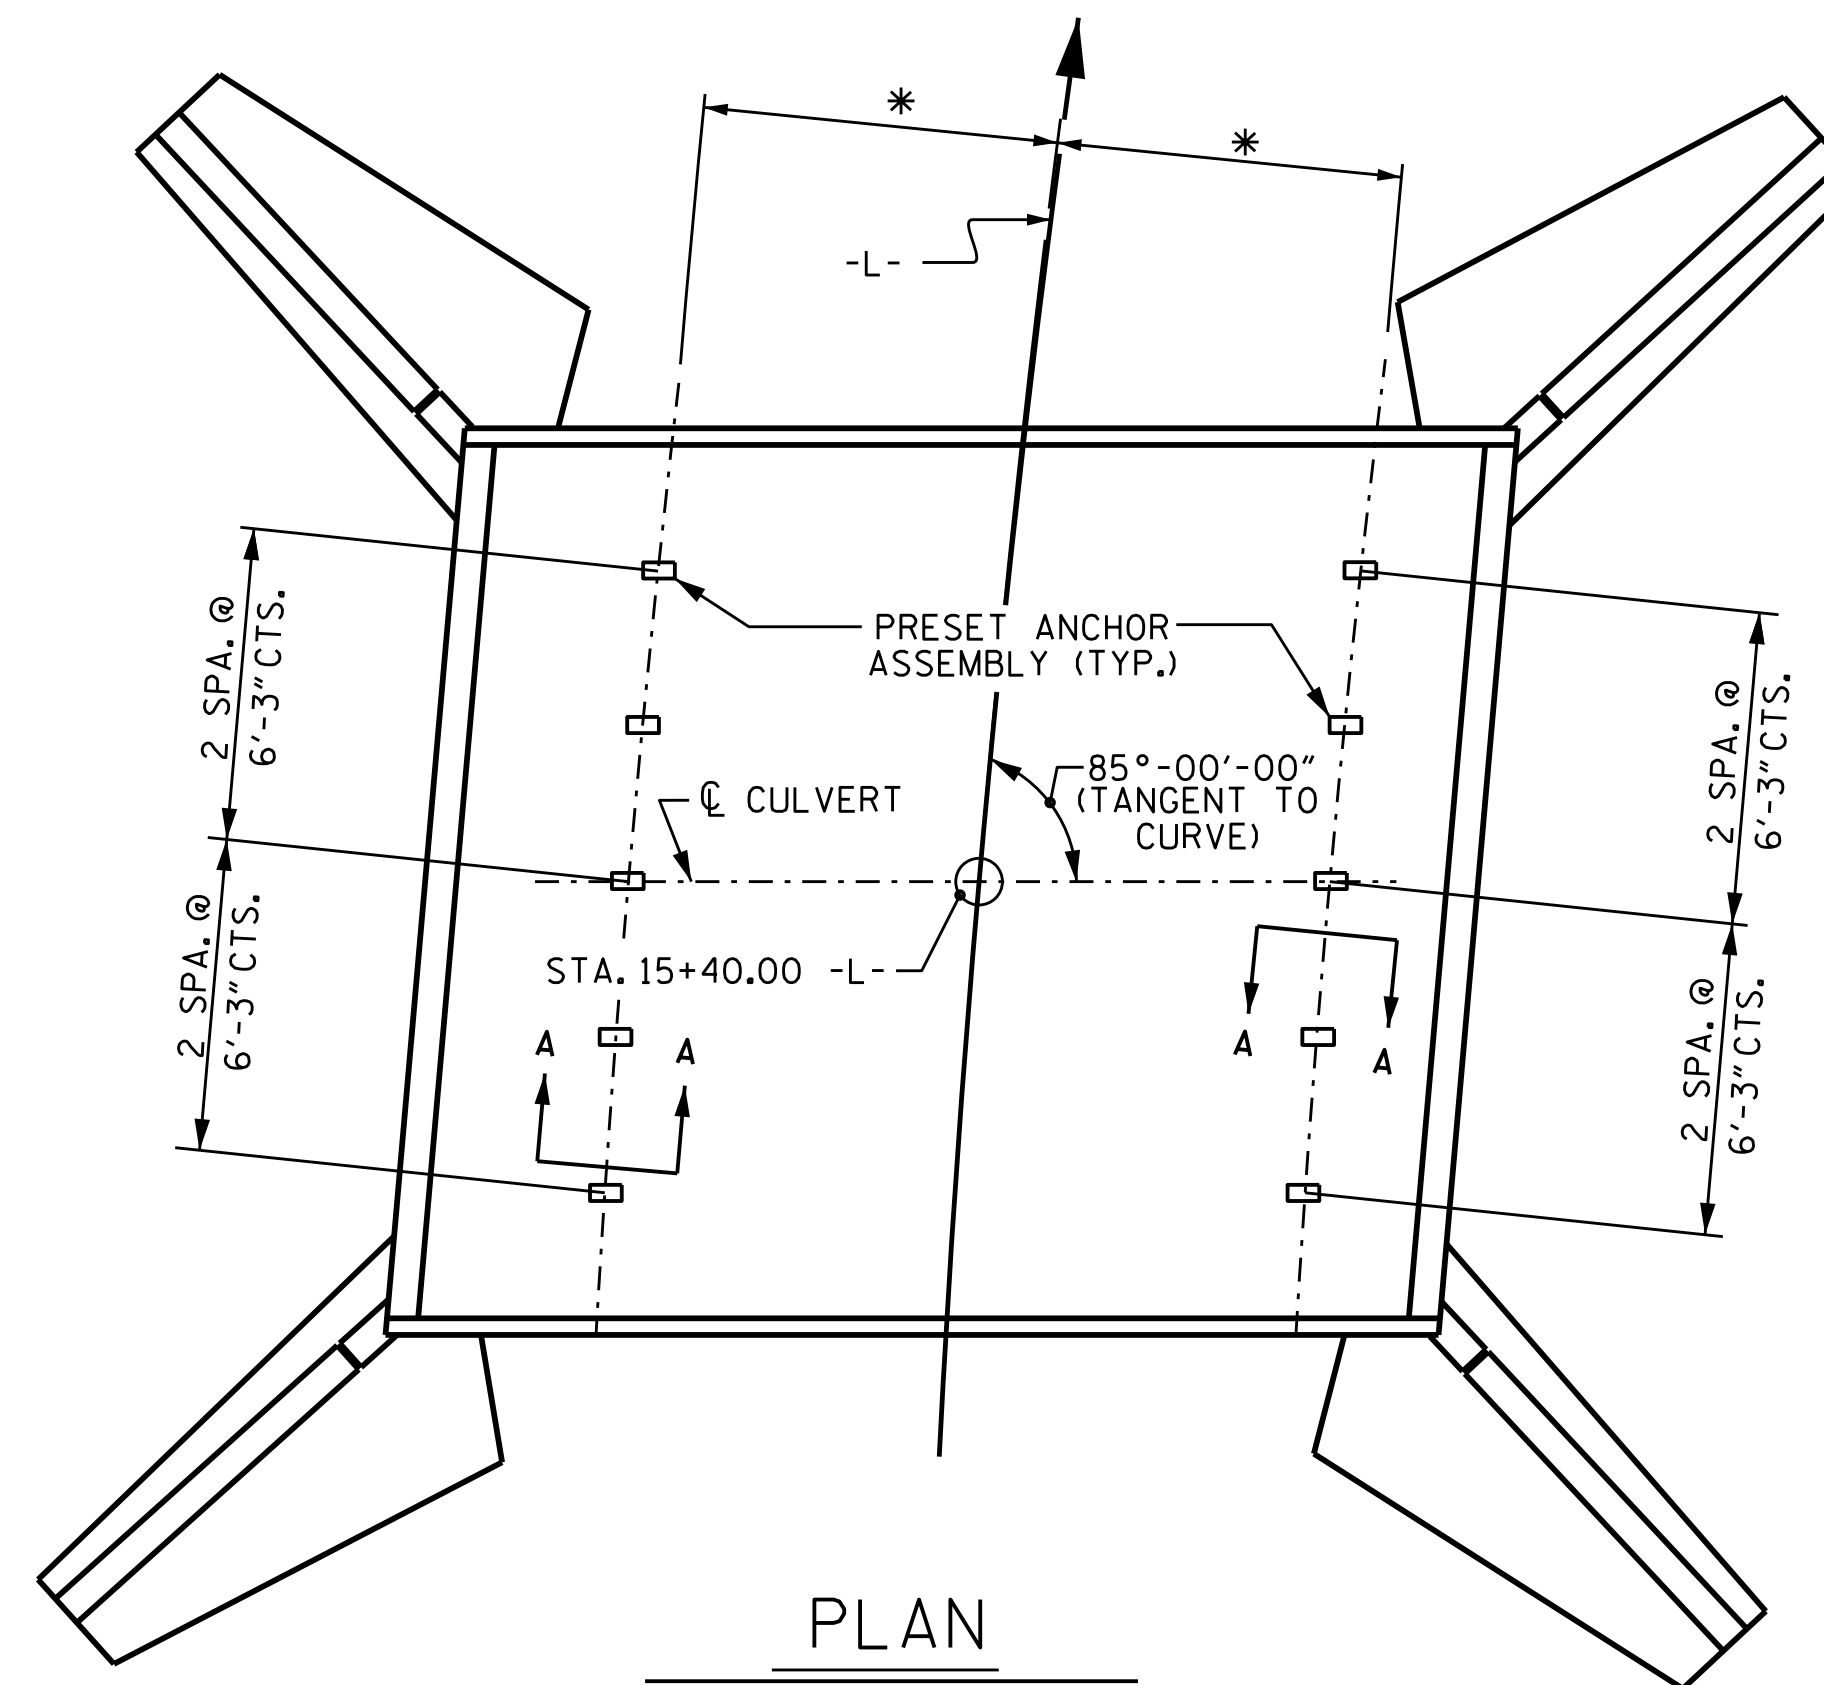 *
*
-L-
2 SPA. @
6'-3" CTS.
PRESET ANCHOR
ASSEMBLY (TYP.)
2 SPA. @
6'-3" CTS.
85°-00'-00"
(TANGENT TO
CURVE)
℄ CULVERT
2 SPA. @
6'-3" CTS.
STA. 15+40.00 -L-
2 SPA. @
6'-3" CTS.
A
A
A
A
PLAN